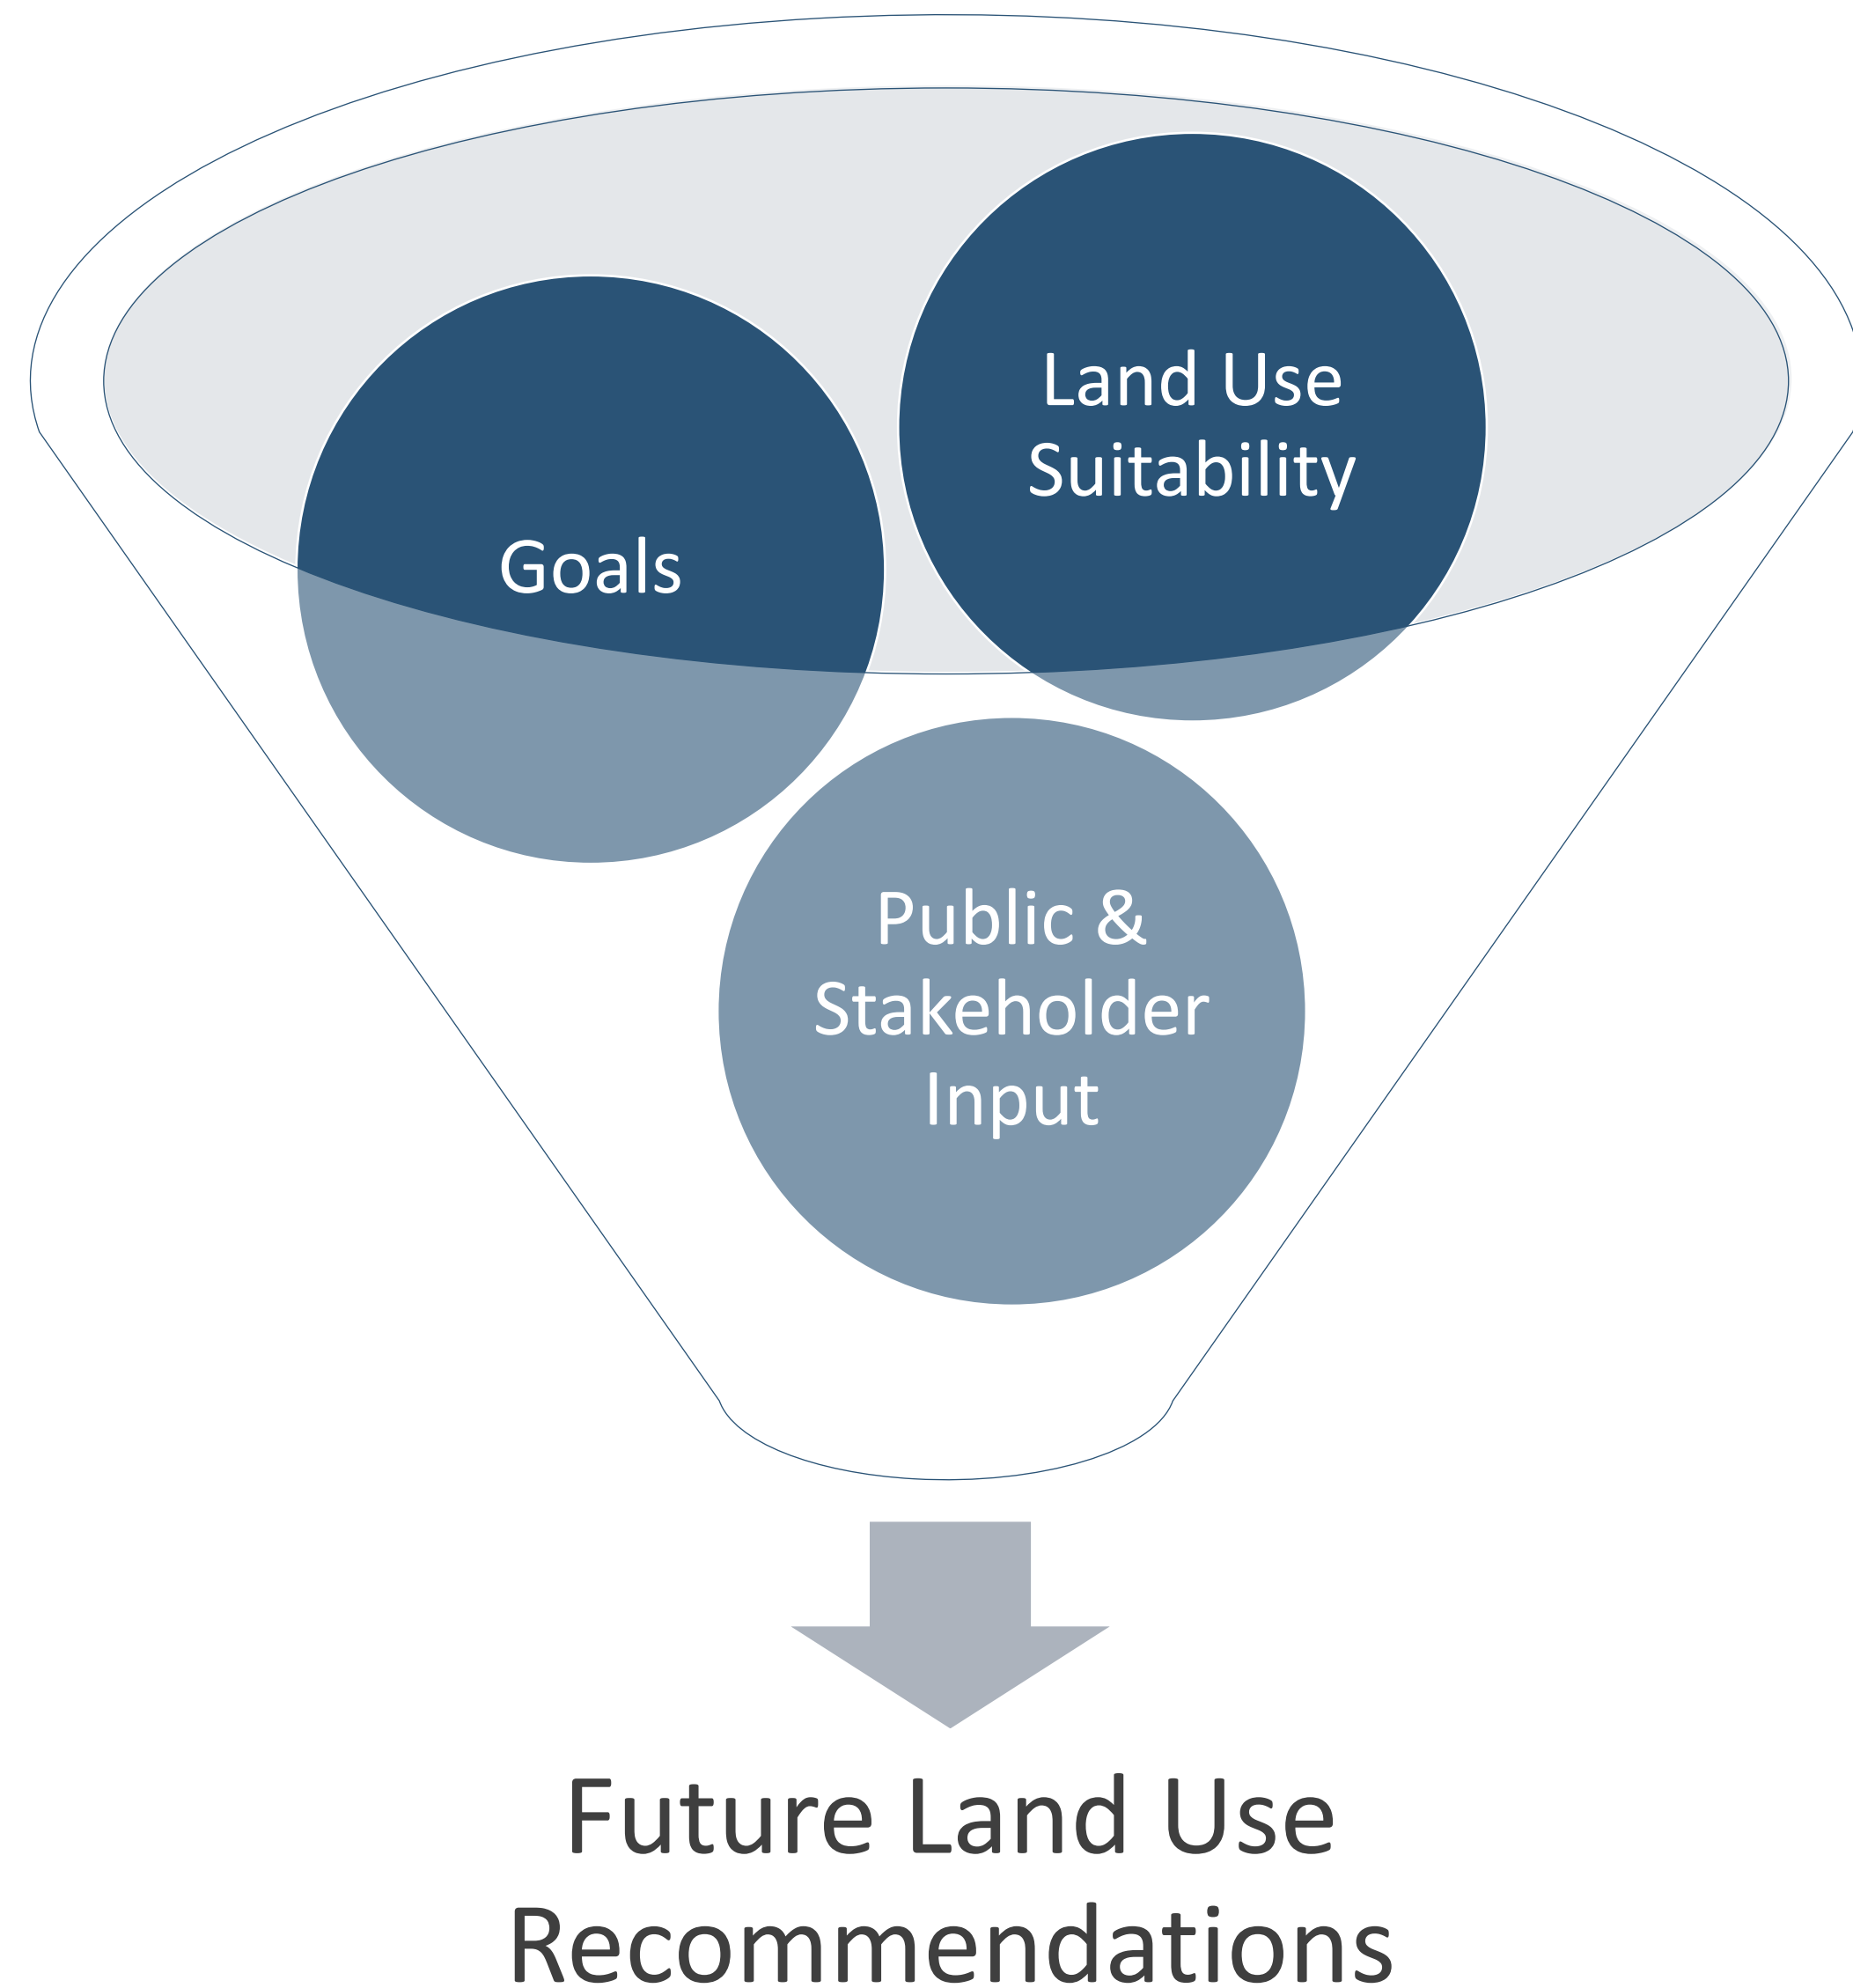 Land Use
Suitability
Goals
Public &
Stakeholder
Input
Future Land Use
Recommendations